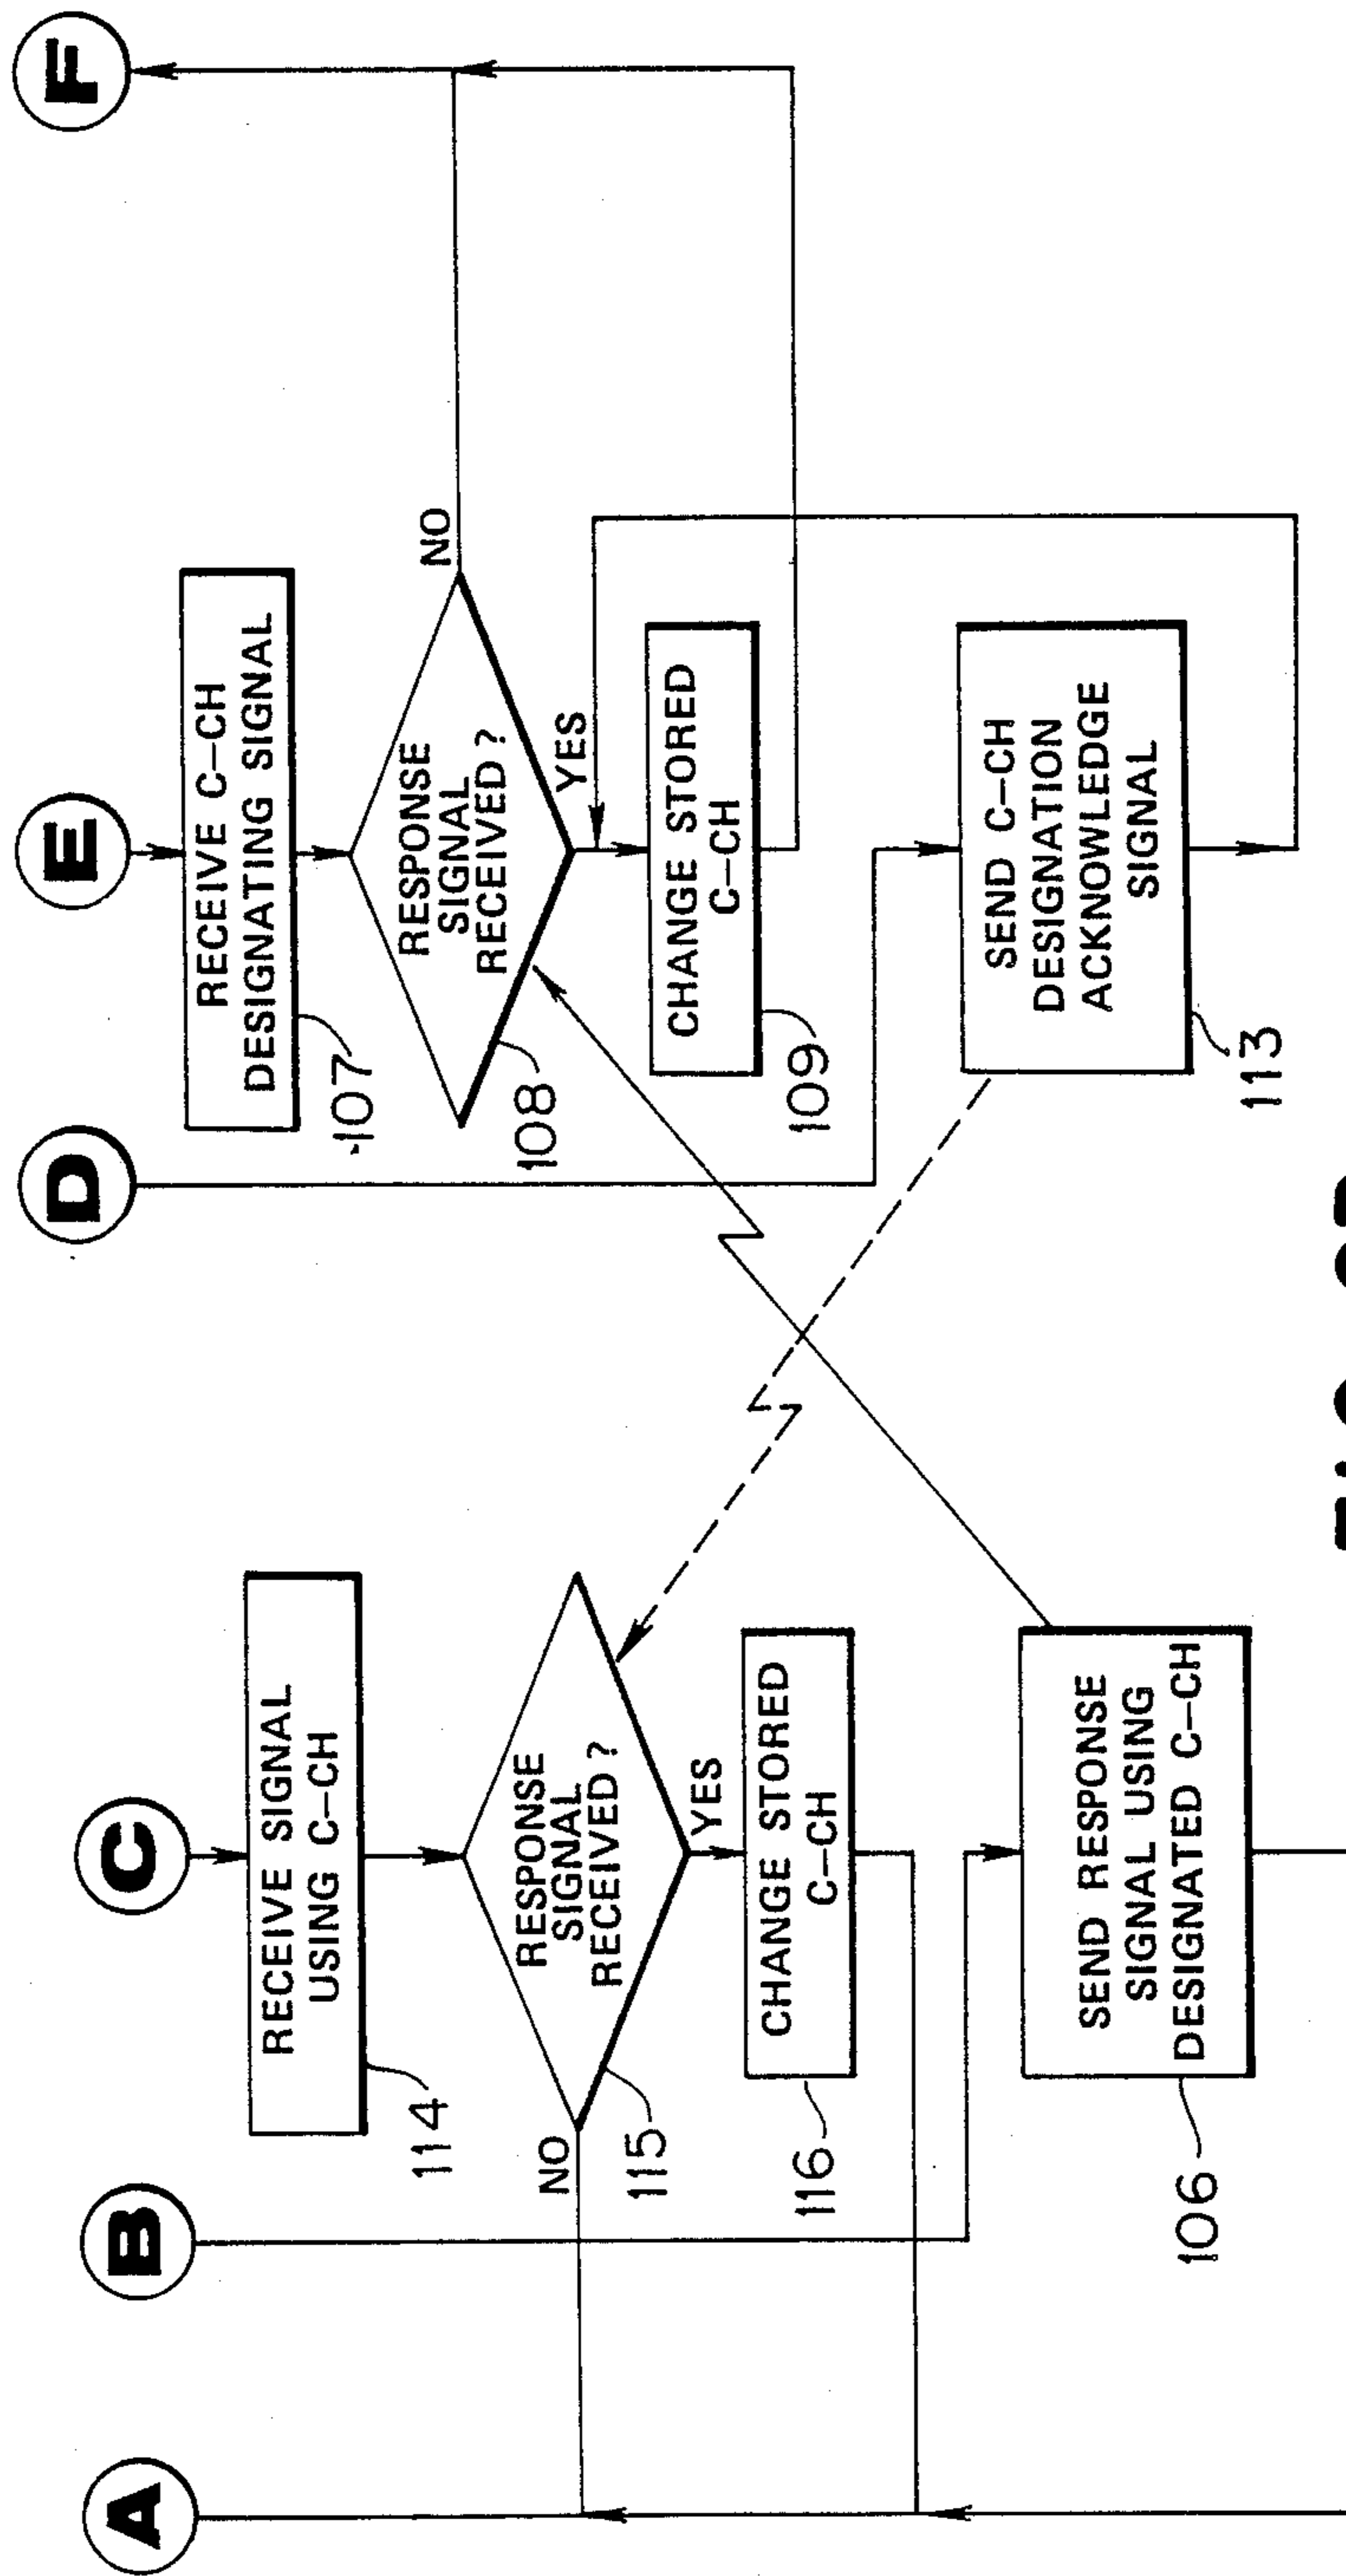 A
B
C
D
E
F
RECEIVE SIGNAL
USING C-CH
114
RESPONSE
SIGNAL
RECEIVED ?
NO
YES
115
CHANGE STORED
C-CH
116
SEND RESPONSE
SIGNAL USING
DESIGNATED C-CH
106
RECEIVE C-CH
DESIGNATING SIGNAL
107
RESPONSE
SIGNAL
RECEIVED ?
NO
YES
108
CHANGE STORED
C-CH
109
SEND C-CH
DESIGNATION
ACKNOWLEDGE
SIGNAL
113